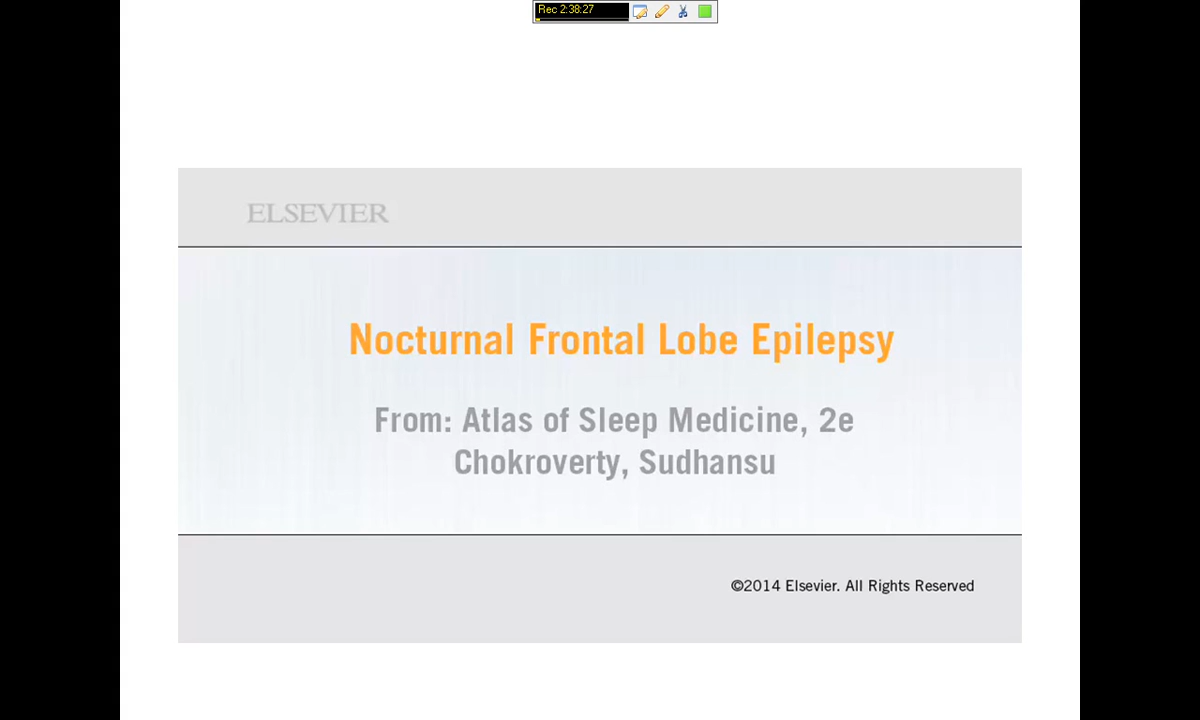 Rec 2:38:27
ELSEVIER
Nocturnal Frontal Lobe Epilepsy
From: Atlas of Sleep Medicine, 2e
Chokroverty, Sudhansu
©2014 Elsevier. All Rights Reserved